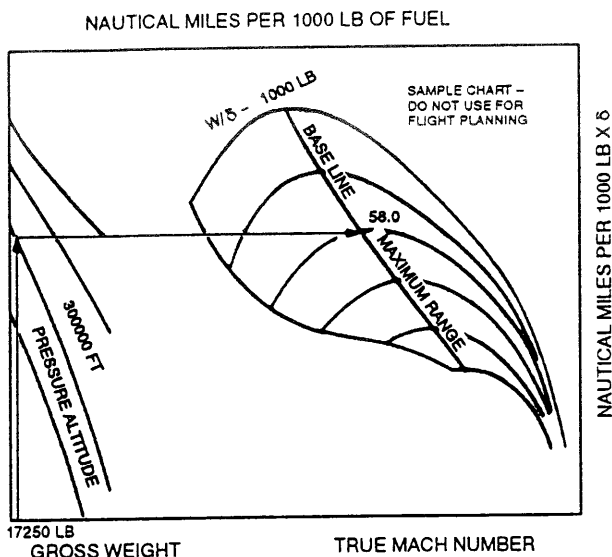 NAUTICAL MILES PER 1000 LB OF FUEL
W/δ - 1000 LB
SAMPLE CHART –
DO NOT USE FOR
FLIGHT PLANNING
BASE LINE
58.0
MAXIMUM RANGE
NAUTICAL MILES PER 1000 LB X δ
300000 FT
PRESSURE ALTITUDE
17250 LB
GROSS WEIGHT
TRUE MACH NUMBER